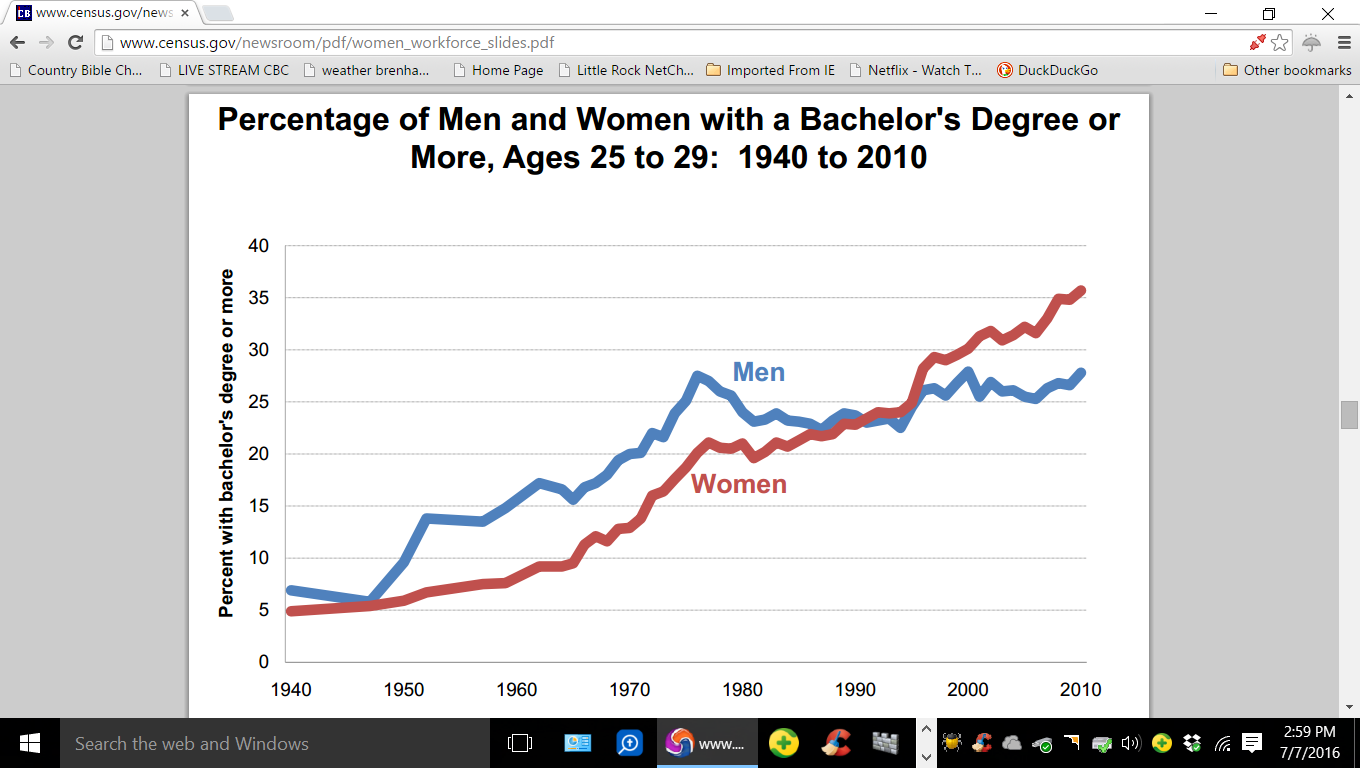 www.census.gov/news
www.census.gov/newsroom/pdf/women_workforce_slides.pdf
Country Bible Ch... LIVE STREAM CBC weather brenha... Home Page Little Rock NetCh... Imported From IE Netflix - Watch T... DuckDuckGo Other bookmarks
Percentage of Men and Women with a Bachelor's Degree or
More, Ages 25 to 29: 1940 to 2010
Percent with bachelor's degree or more
40
35
30
25
20
15
10
5
0
Men
Women
1940 1950 1960 1970 1980 1990 2000 2010
Search the web and Windows
www....
2:59 PM
7/7/2016